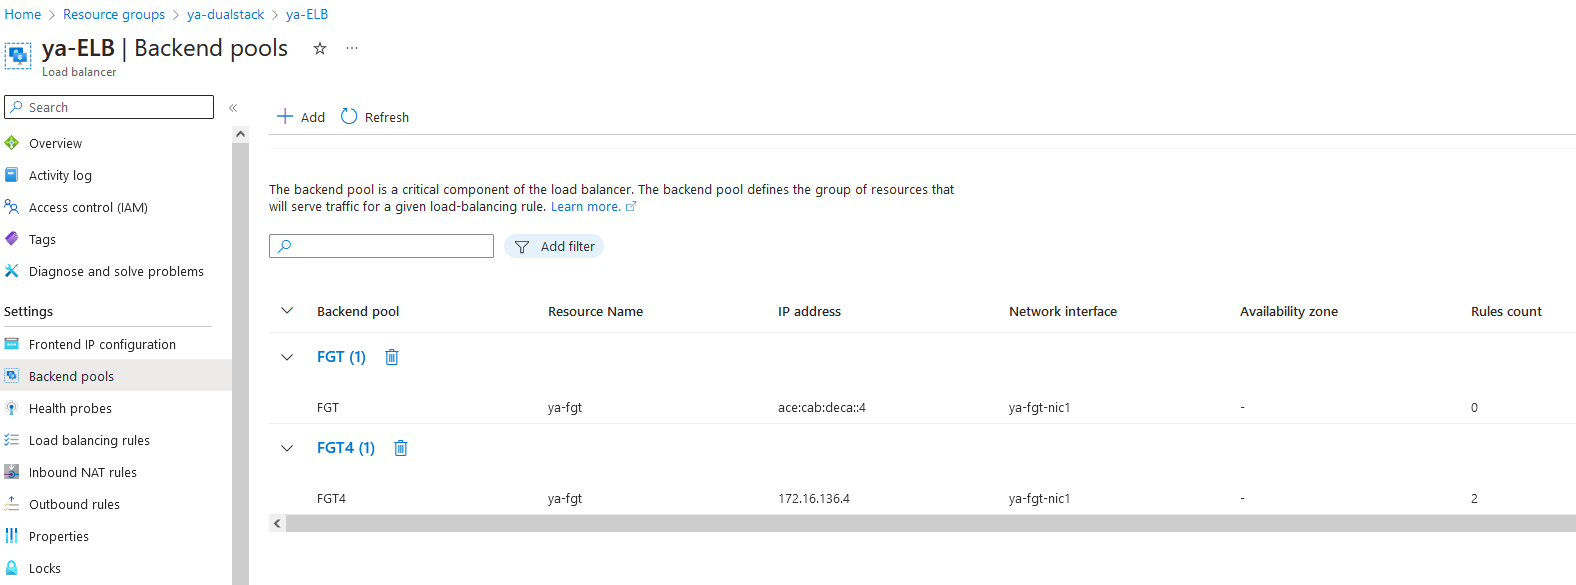 Home > Resource groups > ya-dualstack > ya-ELB
ya-ELB | Backend pools ☆ ···
Load balancer
Search «
+ Add Refresh
Overview
Activity log
Access control (IAM)
Tags
Diagnose and solve problems
Settings
Frontend IP configuration
Backend pools
Health probes
Load balancing rules
Inbound NAT rules
Outbound rules
Properties
Locks
The backend pool is a critical component of the load balancer. The backend pool defines the group of resources that
will serve traffic for a given load-balancing rule. Learn more.
Add filter
Backend pool Resource Name IP address Network interface Availability zone Rules count
FGT (1)
FGT ya-fgt ace:cab:deca::4 ya-fgt-nic1 - 0
FGT4 (1)
FGT4 ya-fgt 172.16.136.4 ya-fgt-nic1 - 2